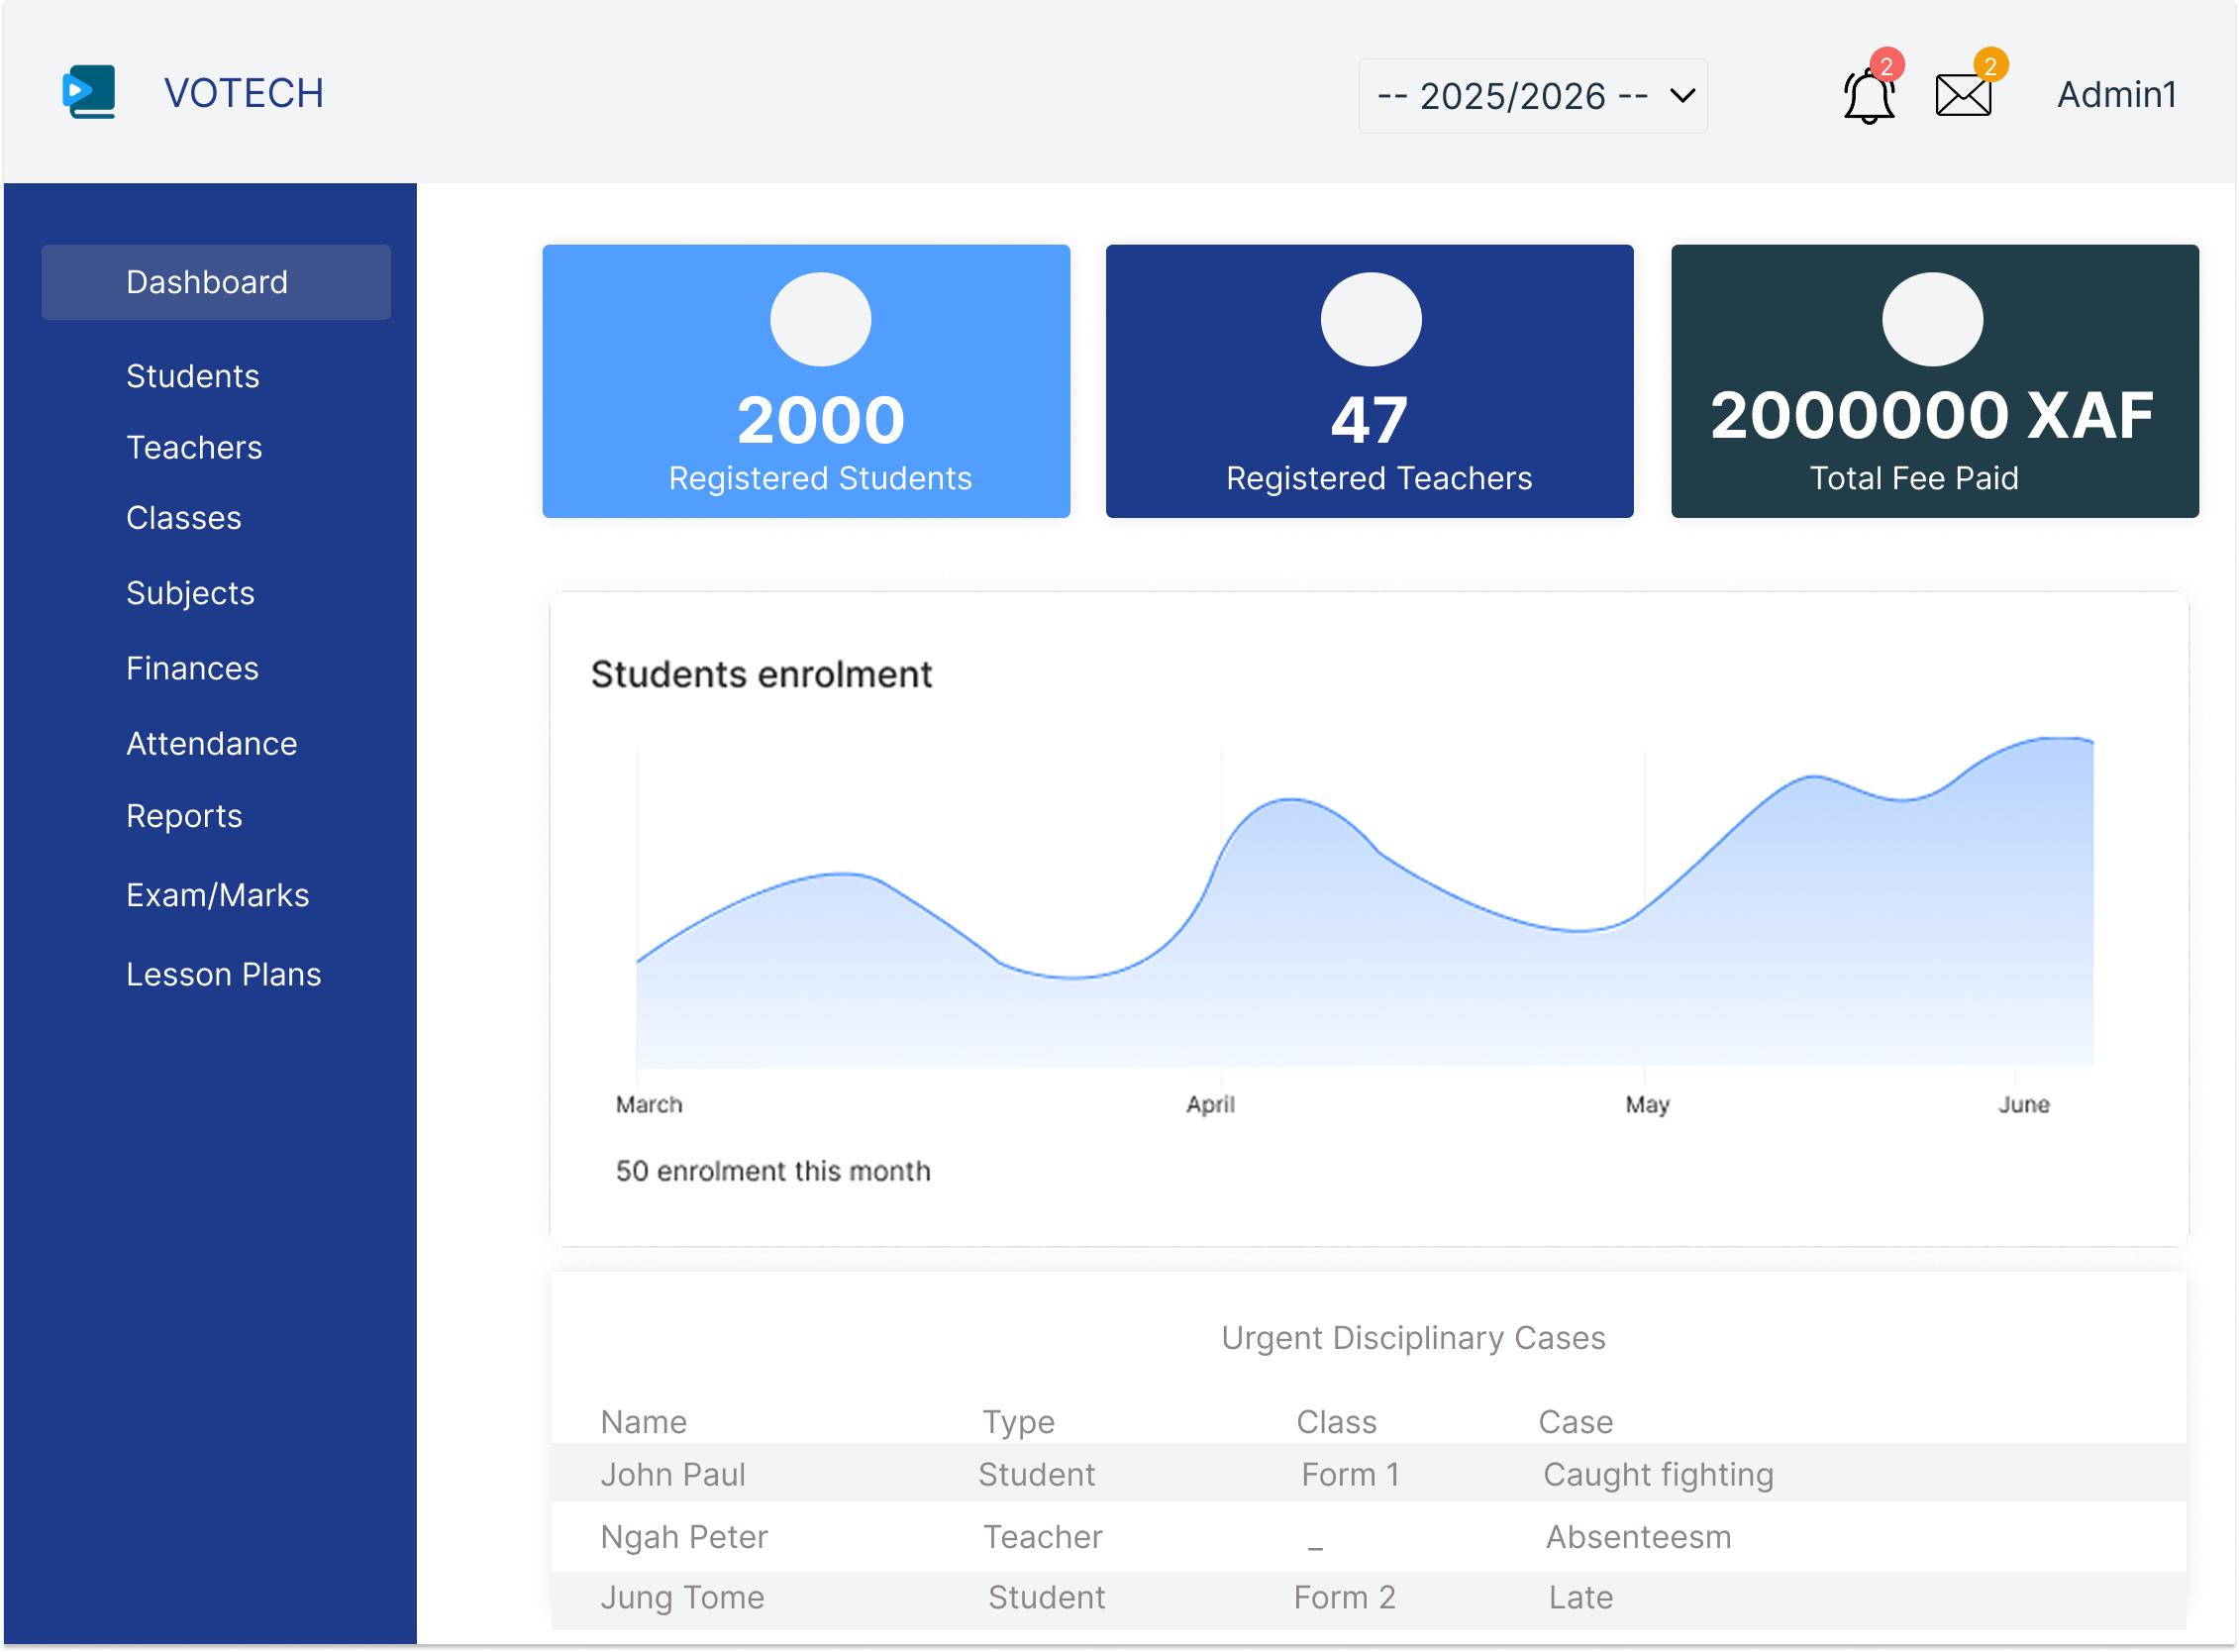 VOTECH
-- 2025/2026 --
2
2
Admin1
Dashboard
Students
Teachers
Classes
Subjects
Finances
Attendance
Reports
Exam/Marks
Lesson Plans
2000
Registered Students
47
Registered Teachers
2000000 XAF
Total Fee Paid
Students enrolment
March April May June
50 enrolment this month
Urgent Disciplinary Cases
Name Type Class Case
John Paul Student Form 1 Caught fighting
Ngah Peter Teacher _ Absenteesm
Jung Tome Student Form 2 Late